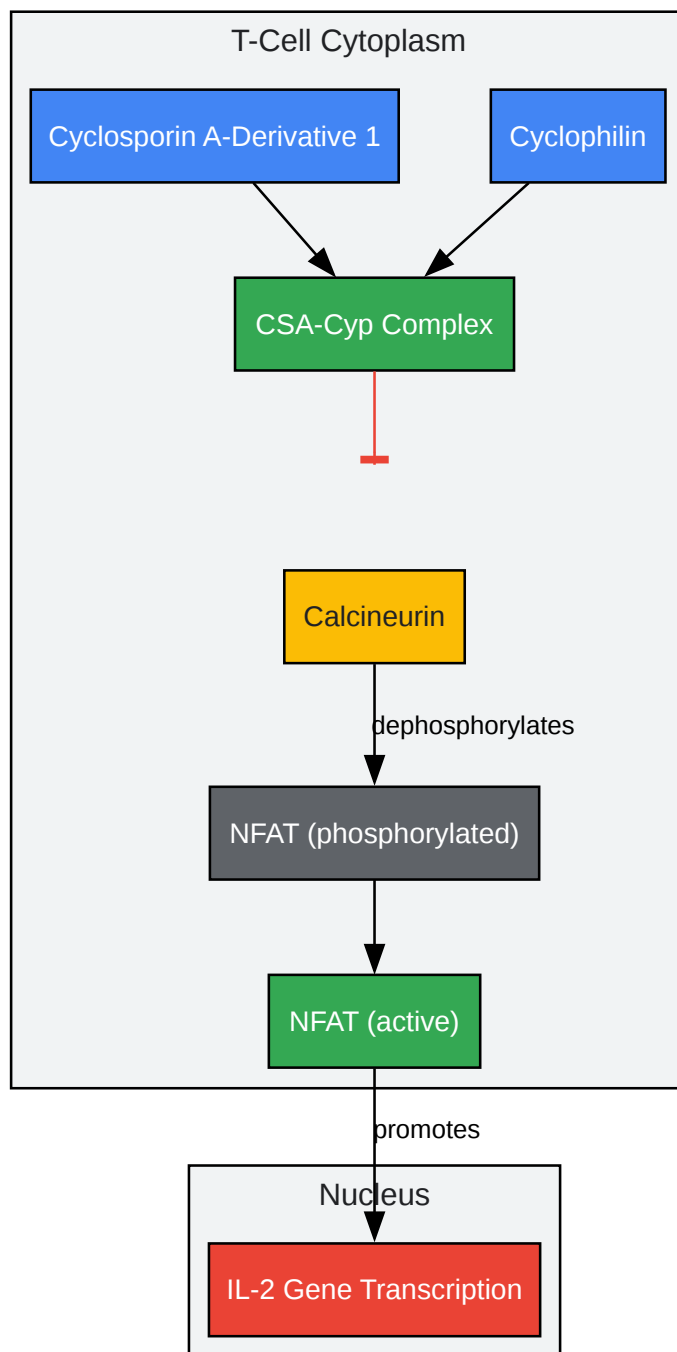 T-Cell Cytoplasm
Cyclosporin A-Derivative 1
Cyclophilin
CSA-Cyp Complex
Calcineurin
dephosphorylates
NFAT (phosphorylated)
NFAT (active)
promotes
Nucleus
IL-2 Gene Transcription